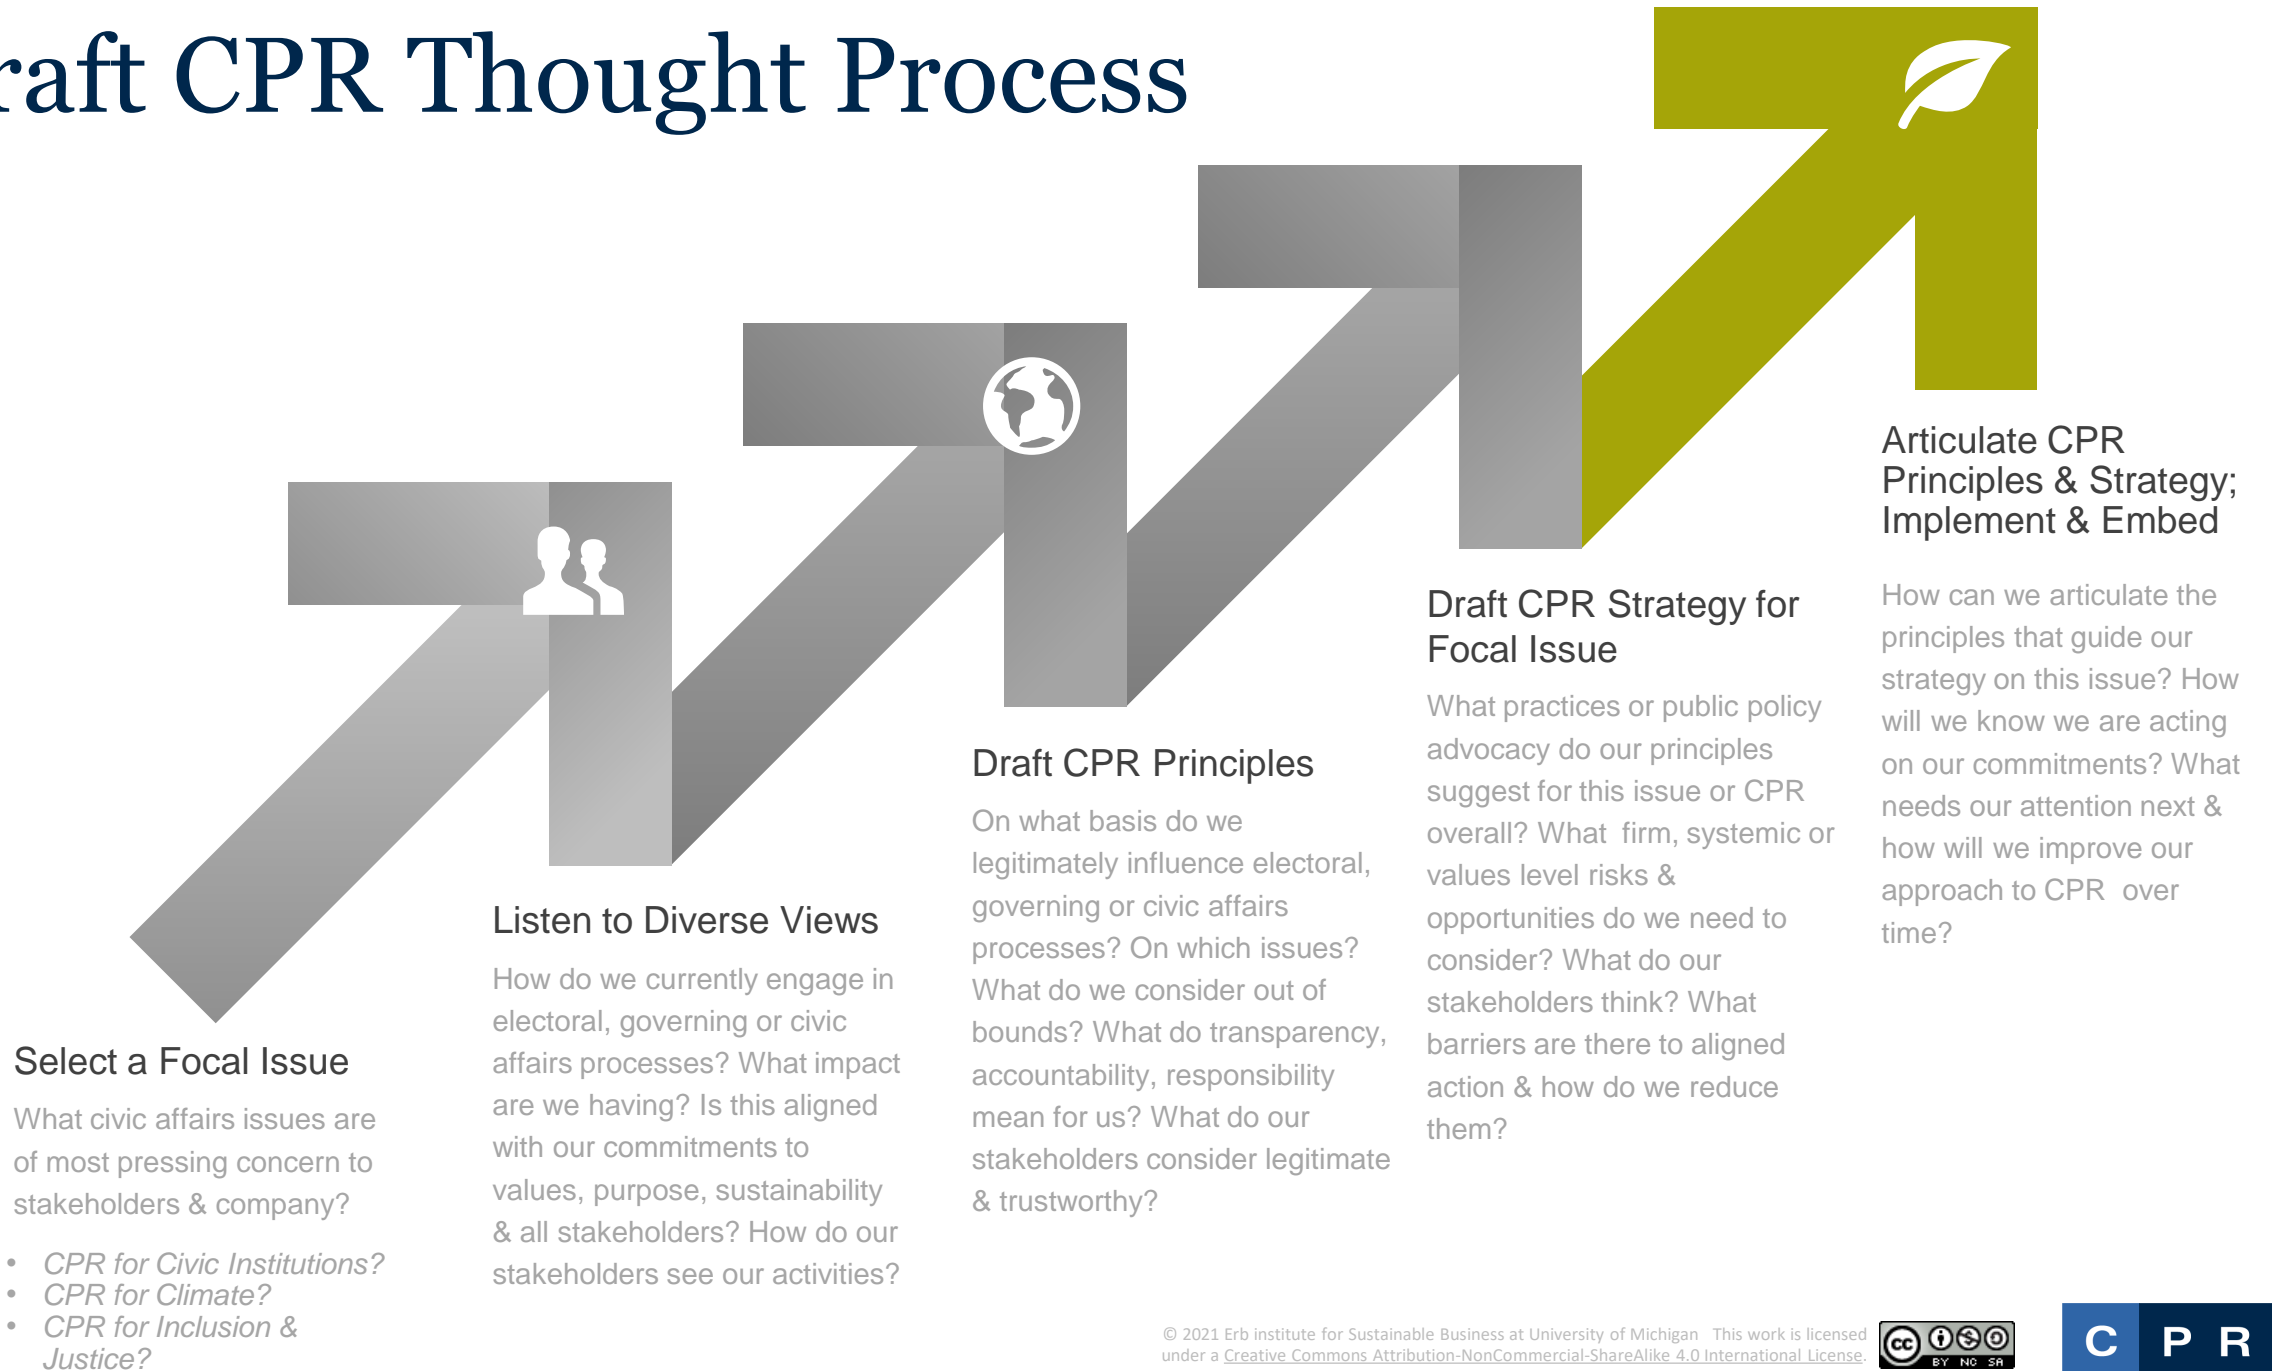 raft CPR Thought Process
Select a Focal Issue
What civic affairs issues are
of most pressing concern to
stakeholders & company?
• CPR for Civic Institutions?
• CPR for Climate?
• CPR for Inclusion &
Justice?
Listen to Diverse Views
How do we currently engage in
electoral, governing or civic
affairs processes? What impact
are we having? Is this aligned
with our commitments to
values, purpose, sustainability
& all stakeholders? How do our
stakeholders see our activities?
Draft CPR Principles
On what basis do we
legitimately influence electoral,
governing or civic affairs
processes? On which issues?
What do we consider out of
bounds? What do transparency,
accountability, responsibility
mean for us? What do our
stakeholders consider legitimate
& trustworthy?
Draft CPR Strategy for
Focal Issue
What practices or public policy
advocacy do our principles
suggest for this issue or CPR
overall? What firm, systemic or
values level risks &
opportunities do we need to
consider? What do our
stakeholders think? What
barriers are there to aligned
action & how do we reduce
them?
Articulate CPR
Principles & Strategy;
Implement & Embed
How can we articulate the
principles that guide our
strategy on this issue? How
will we know we are acting
on our commitments? What
needs our attention next &
how will we improve our
approach to CPR over
time?
© 2021 Erb institute for Sustainable Business at University of Michigan This work is licensed
under a Creative Commons Attribution-NonCommercial-ShareAlike 4.0 International License.
cc
BY NC SA
C P R